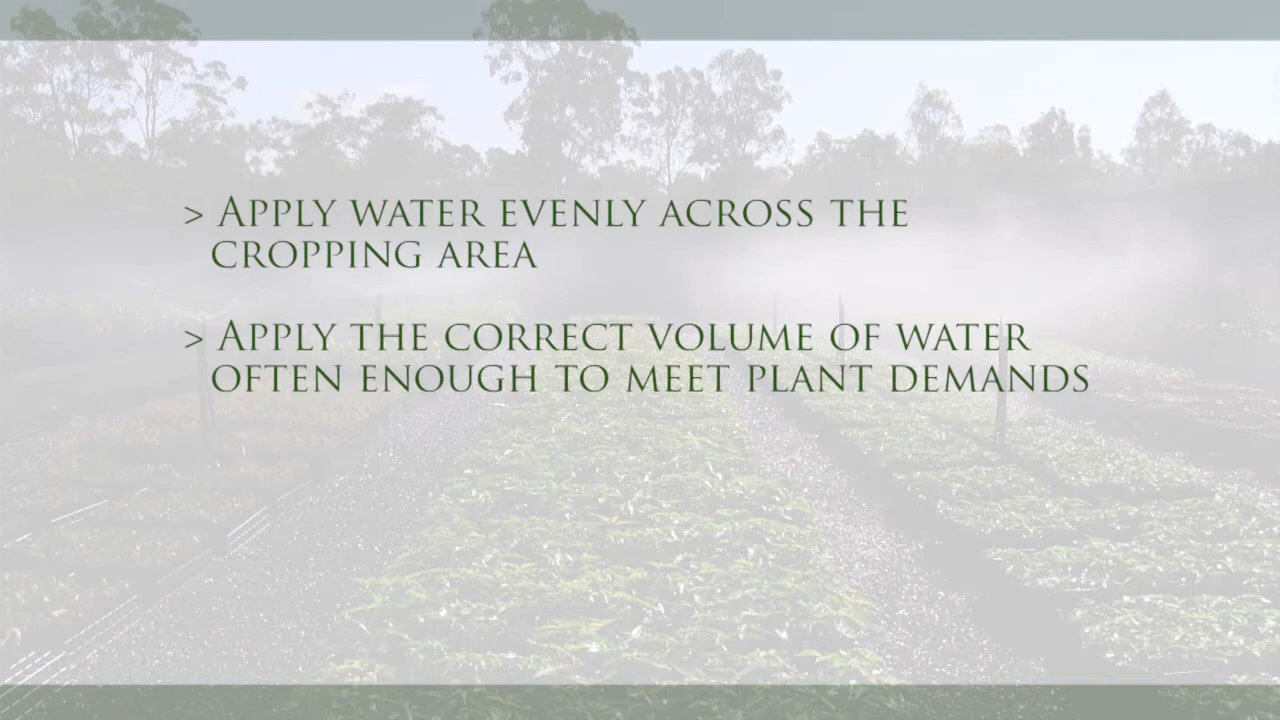 > Apply water evenly across the
cropping area
> Apply the correct volume of water
often enough to meet plant demands